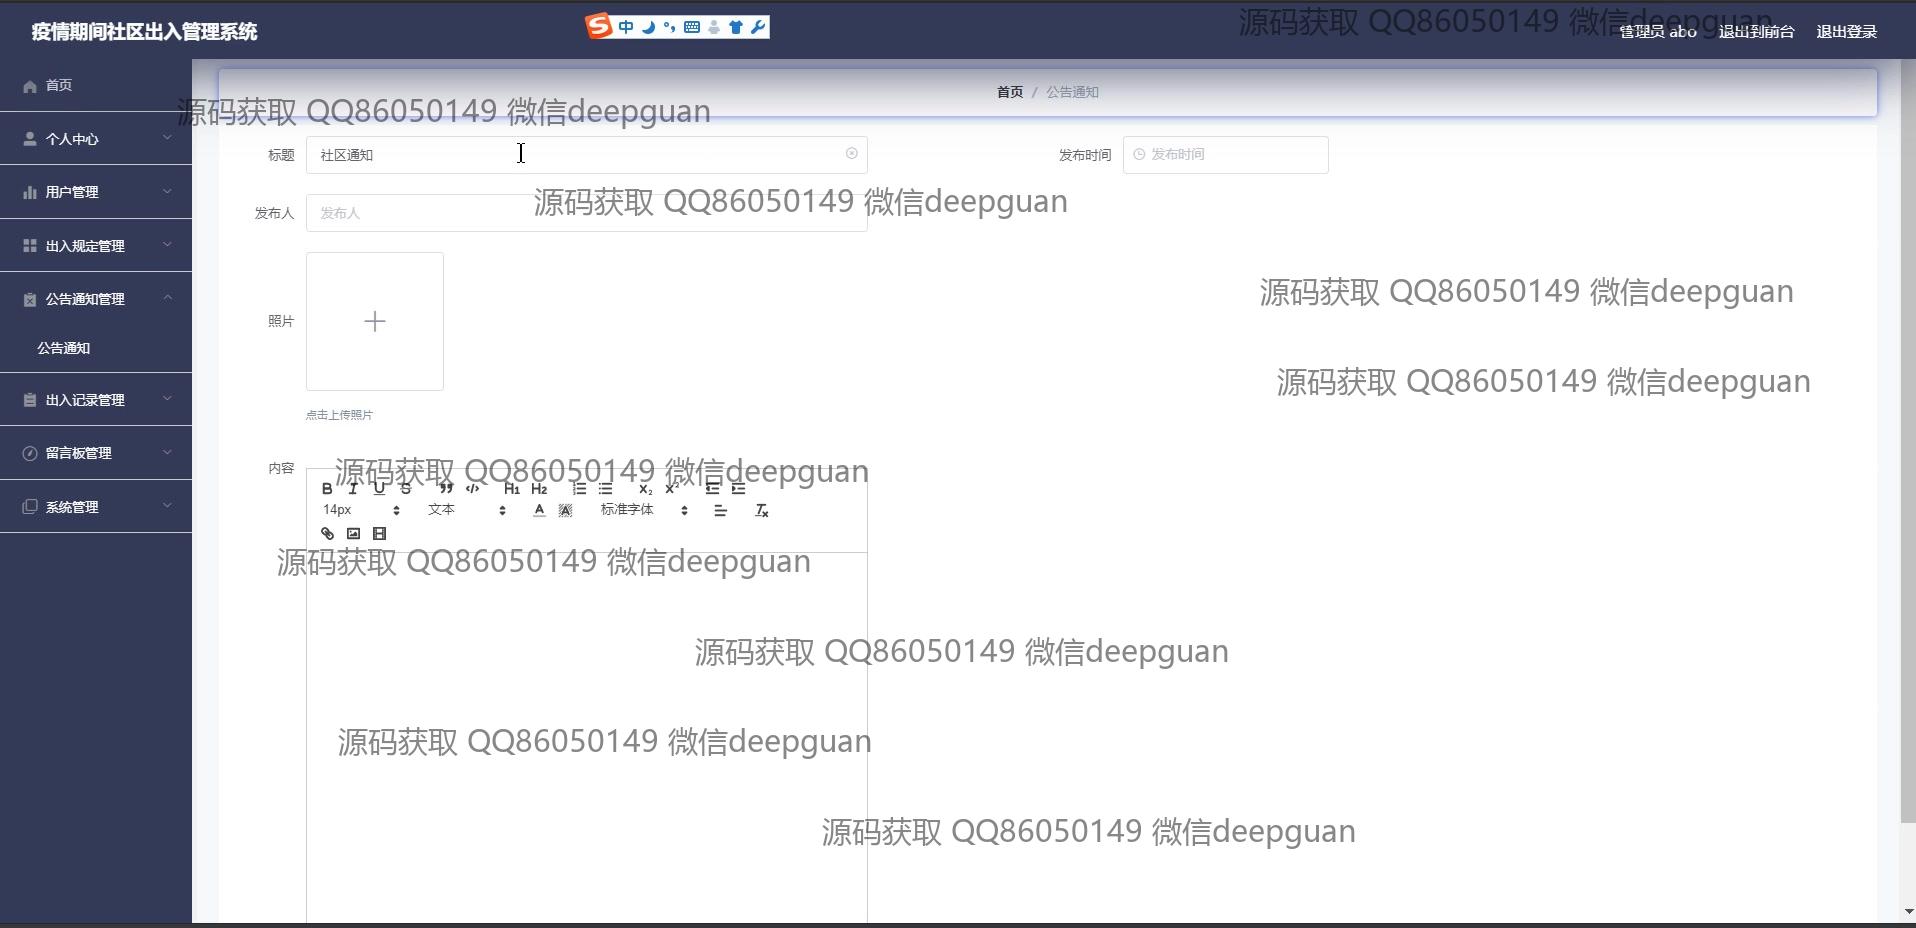 疫情期间社区出入管理系统
中
源码获取 QQ86050149 微信deepguan
管理员 abo 退出到前台 退出登录
首页
首页 / 公告通知
源码获取 QQ86050149 微信deepguan
个人中心
标题 社区通知
发布时间 发布时间
用户管理
源码获取 QQ86050149 微信deepguan
发布人 发布人
出入规定管理
源码获取 QQ86050149 微信deepguan
公告通知管理
照片
公告通知
源码获取 QQ86050149 微信deepguan
出入记录管理
点击上传照片
留言板管理
内容
源码获取 QQ86050149 微信deepguan
B I U S ” </> H1 H2 X2 X2
系统管理
14px 文本 A A 标准字体 Tx
源码获取 QQ86050149 微信deepguan
源码获取 QQ86050149 微信deepguan
源码获取 QQ86050149 微信deepguan
源码获取 QQ86050149 微信deepguan